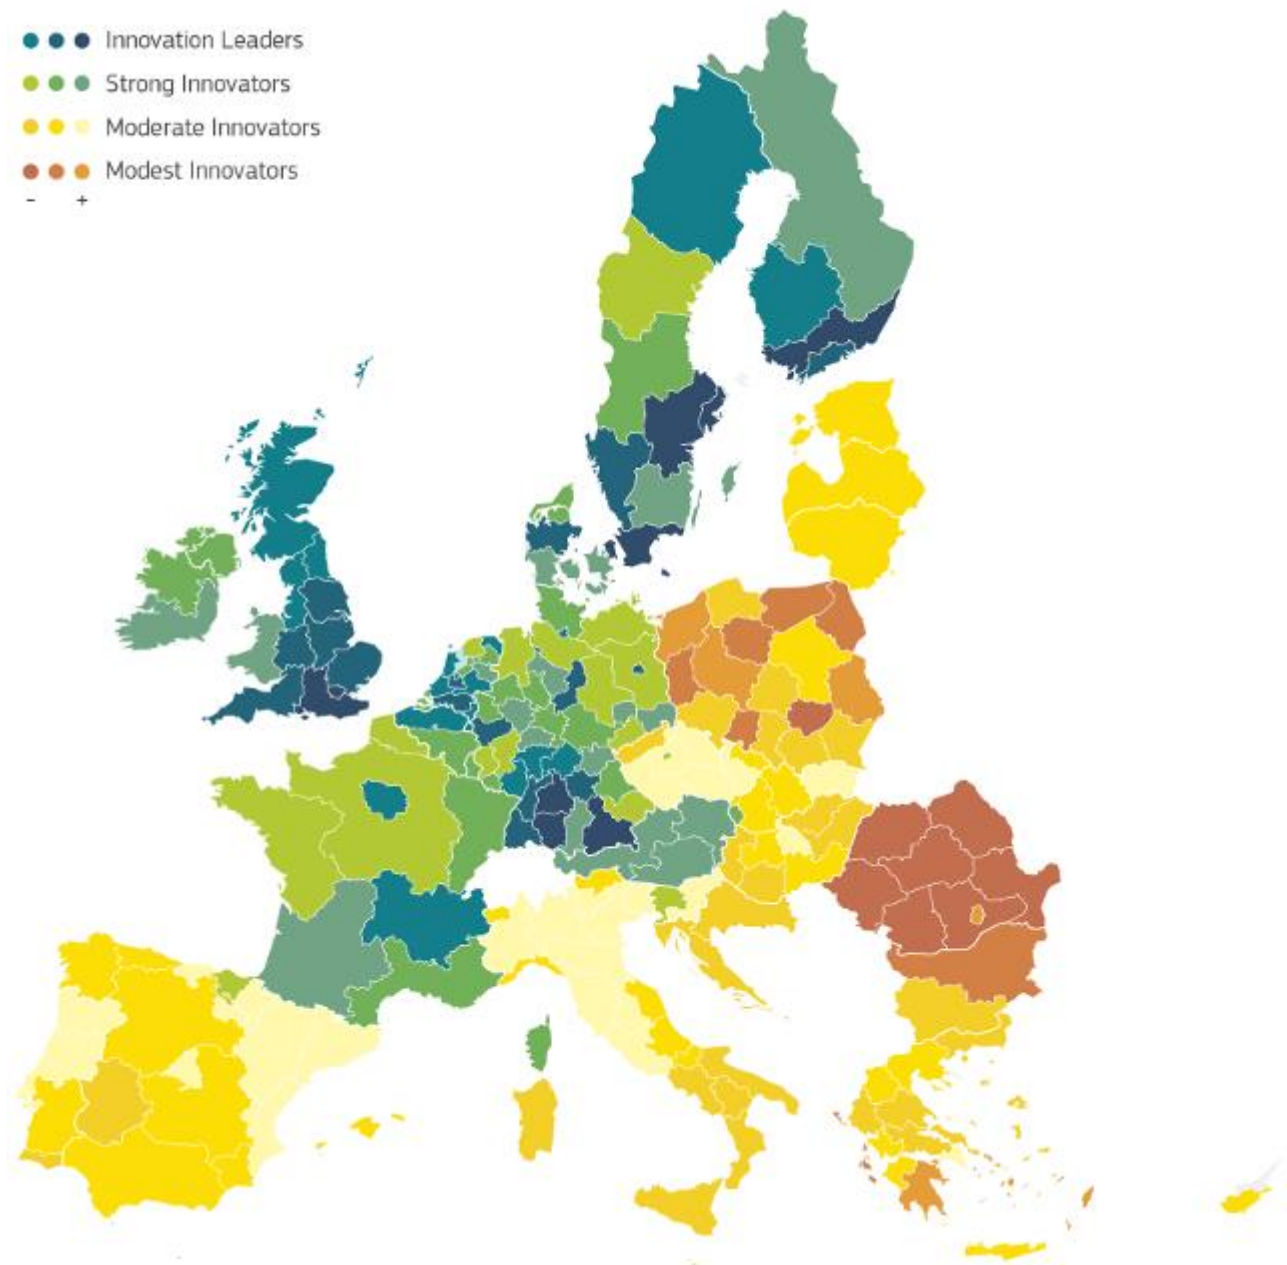 Innovation Leaders
Strong Innovators
Moderate Innovators
Modest Innovators
- +